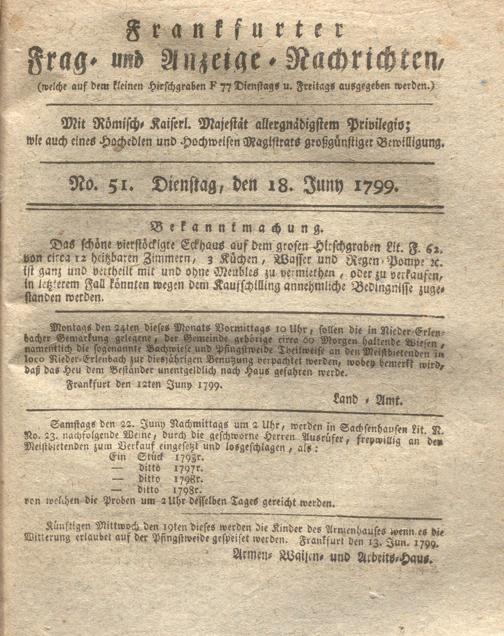 Frankfurter
Frag- und Anzeige-Nachrichten,
(welche auf dem kleinen Hirschgraben F 77 Dienstags u. Freitags ausgegeben werden.)
Mit Römisch-Kaiserl. Majestät allergnädigstem Privilegio;
wie auch eines Hochedlen und Hochweisen Magistrats großgünstiger Bewilligung.
No. 51. Dienstag, den 18. Juny 1799.
Bekanntmachung.
Das schöne vierstöckigte Eckhaus auf dem grosen Hirschgraben Lit. F. 62.
von circa 12 heitzbaren Zimmern, 3 Küchen, Wasser und Regen-Pompe ꝛc.
ist ganz und vertheilt mit und ohne Meubles zu vermiethen, oder zu verkaufen,
in letzterem Fall könnten wegen dem Kaufschilling annehmliche Bedingnisse zuge-
standen werden.
Montags den 24ten dieses Monats Vormittags 10 Uhr, sollen die in Nieder-Erlen-
bacher Gemarkung gelegene, der Gemeinde gehörige circa 60 Morgen haltende Wiesen,
namentlich die sogenannte Bachwiese und Pfingstweide Theilweise an den Meistbietenden in
loco Nieder-Erlenbach zur diesjährigen Benutzung verpachtet werden, wobey bemerkt wird,
daß das Heu dem Beständer unentgeldlich nach Haus gefahren werde.
Frankfurt den 12ten Juny 1799.
Land-Amt.
Samstags den 22. Juny Nachmittags um 2 Uhr, werden in Sachsenhausen Lit. N.
No. 23. nachfolgende Weine, durch die geschworne Herren Ausrüfer, freywillig an den
Meistbietenden zum Verkauf eingesetzt und losgeschlagen, als:
Ein Stück 1798r.
— ditto 1797r.
— ditto 1798r.
— ditto 1798r.
von welchen die Proben um 2 Uhr desselben Tages gereicht werden.
Künftigen Mittwoch den 19ten dieses werden die Kinder des Armenhauses wenn es die
Witterung erlaubet auf der Pfingstweide gespeiset werden. Frankfurt den 13. Jun. 1799.
Armen- Waisen- und Arbeits-Haus.